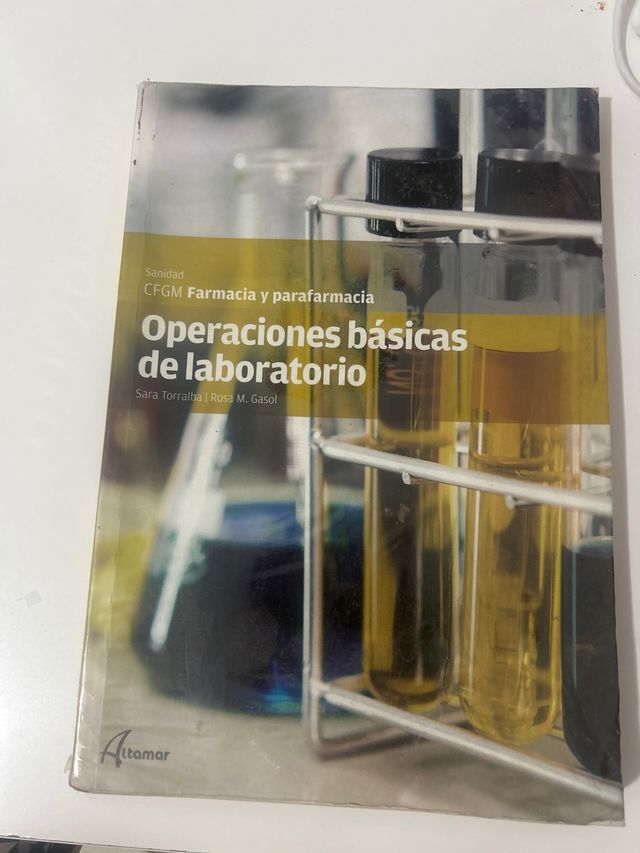 Sanidad
CFGM Farmacia y parafarmacia
Operaciones básicas
de laboratorio
Sara Torralba | Rosa M. Gasol
Altamar